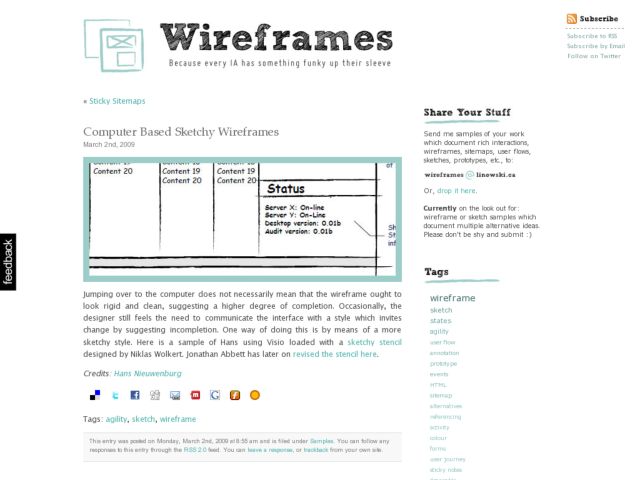 Wireframes
Because every IA has something funky up their sleeve
Subscribe
Subscribe to RSS
Subscribe by Email
Follow on Twitter
« Sticky Sitemaps
Computer Based Sketchy Wireframes
March 2nd, 2009
Content 19 Content 19 Content 19
Content 20 Content 20 Content 20
of
Status
Server X: On-line
Server Y: On-Line
Desktop version: 0.01b
Audit version: 0.01b
Sh
St
inf
feedback
Jumping over to the computer does not necessarily mean that the wireframe ought to
look rigid and clean, suggesting a higher degree of completion. Occasionally, the
designer still feels the need to communicate the interface with a style which invites
change by suggesting incompletion. One way of doing this is by means of a more
sketchy style. Here is a sample of Hans using Visio loaded with a sketchy stencil
designed by Niklas Wolkert. Jonathan Abbett has later on revised the stencil here.
Credits: Hans Nieuwenburg
Tags: agility, sketch, wireframe
This entry was posted on Monday, March 2nd, 2009 at 8:55 am and is filed under Samples. You can follow any
responses to this entry through the RSS 2.0 feed. You can leave a response, or trackback from your own site.
Share Your Stuff
Send me samples of your work
which document rich interactions,
wireframes, sitemaps, user flows,
sketches, prototypes, etc., to:
wireframes @ linowski.ca
Or, drop it here.
Currently on the look out for:
wireframe or sketch samples which
document multiple alternative ideas.
Please don't be shy and submit :)
Tags
wireframe
sketch
states
agility
user flow
annotation
prototype
events
HTML
sitemap
alternatives
referencing
activity
colour
forms
user journey
sticky notes